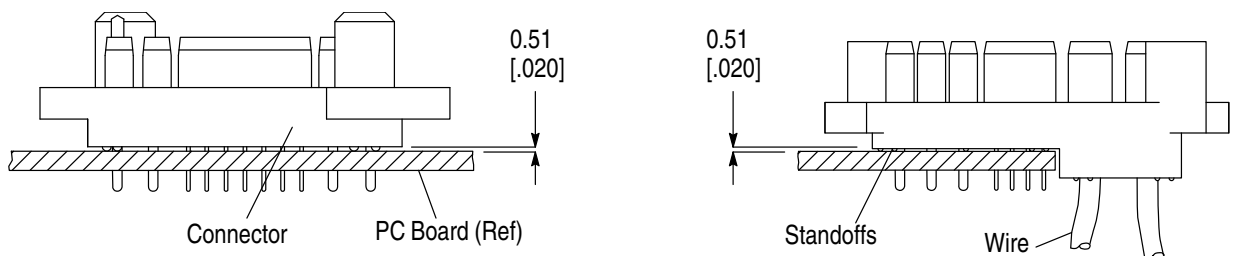 0.51
[.020]
0.51
[.020]
Connector
PC Board (Ref)
Standoffs
Wire